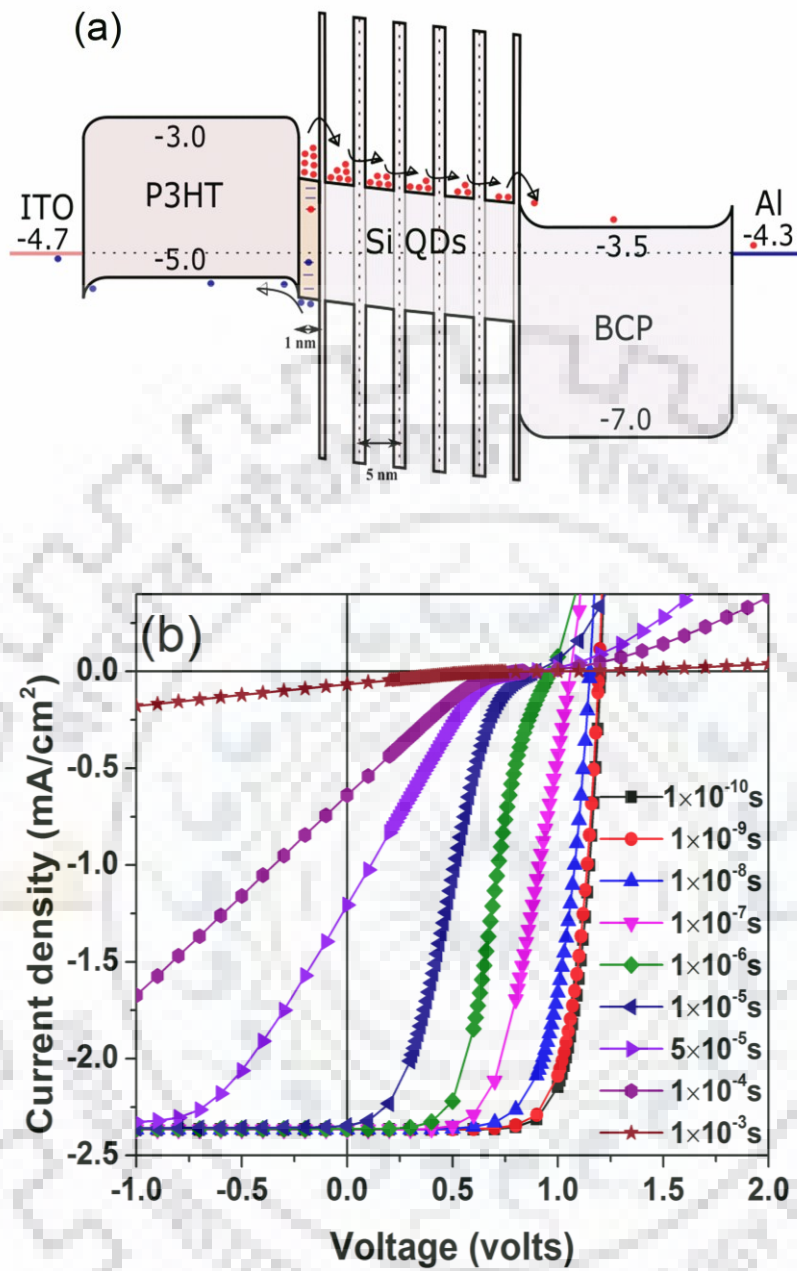 (a)
-3.0
P3HT
ITO
-4.7
-5.0
Si QDs
Al
-4.3
-3.5
BCP
-7.0
1 nm
5 nm
(b)
Current density (mA/cm²)
0.0
-0.5
-1.0
-1.5
-2.0
-2.5
1×10⁻¹⁰s
1×10⁻⁹s
1×10⁻⁸s
1×10⁻⁷s
1×10⁻⁶s
1×10⁻⁵s
5×10⁻⁵s
1×10⁻⁴s
1×10⁻³s
-1.0 -0.5 0.0 0.5 1.0 1.5 2.0
Voltage (volts)